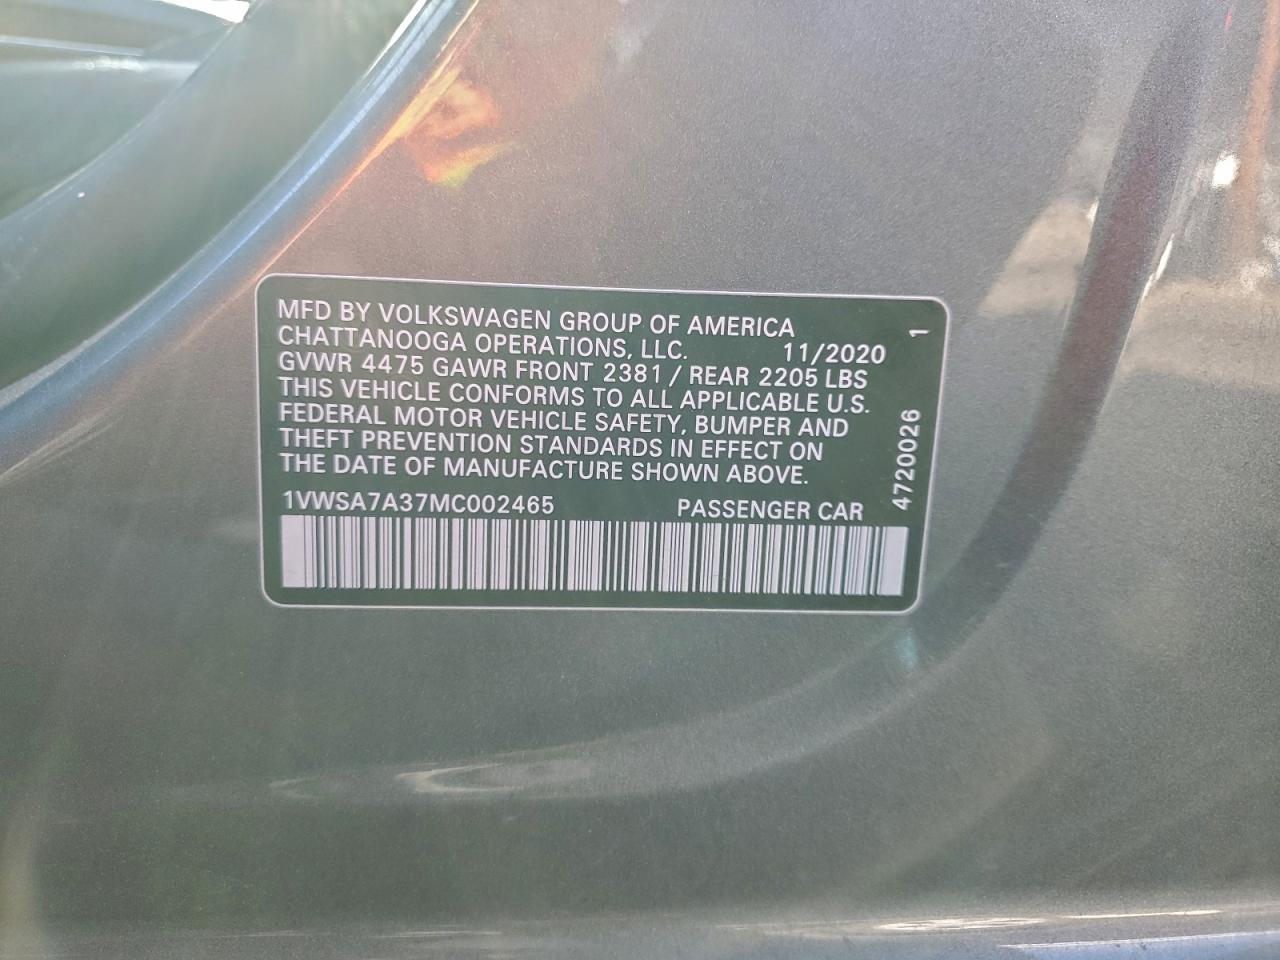 MFD BY VOLKSWAGEN GROUP OF AMERICA
CHATTANOOGA OPERATIONS, LLC. 11/2020
GVWR 4475 GAWR FRONT 2381 / REAR 2205 LBS
THIS VEHICLE CONFORMS TO ALL APPLICABLE U.S.
FEDERAL MOTOR VEHICLE SAFETY, BUMPER AND
THEFT PREVENTION STANDARDS IN EFFECT ON
THE DATE OF MANUFACTURE SHOWN ABOVE.
1VWSA7A37MC002465 PASSENGER CAR
4720026 1